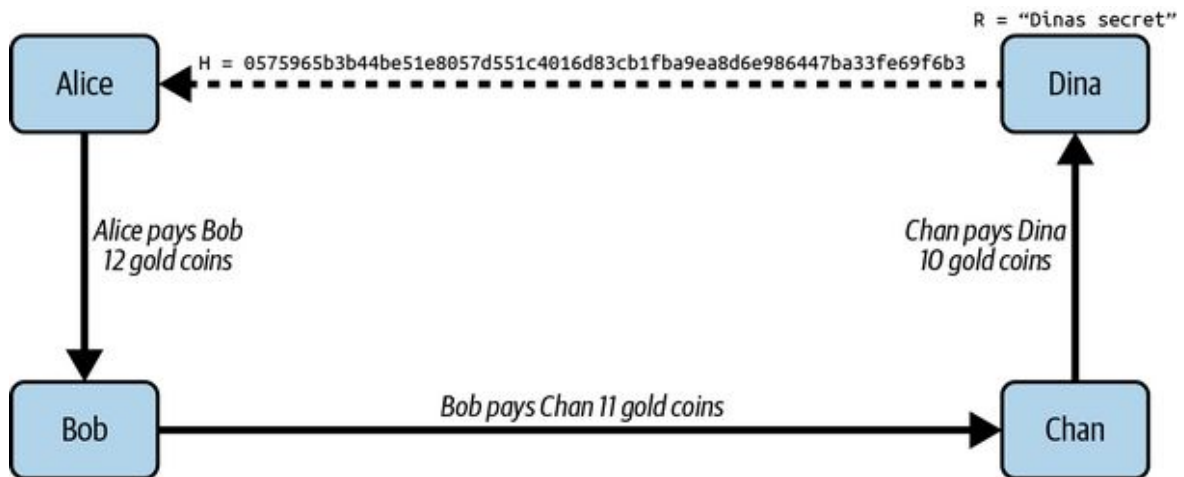 R = “Dinas secret”
H = 0575965b3b44be51e8057d551c4016d83cb1fba9ea8d6e986447ba33fe69f6b3
Alice
Dina
Alice pays Bob
12 gold coins
Chan pays Dina
10 gold coins
Bob pays Chan 11 gold coins
Bob
Chan